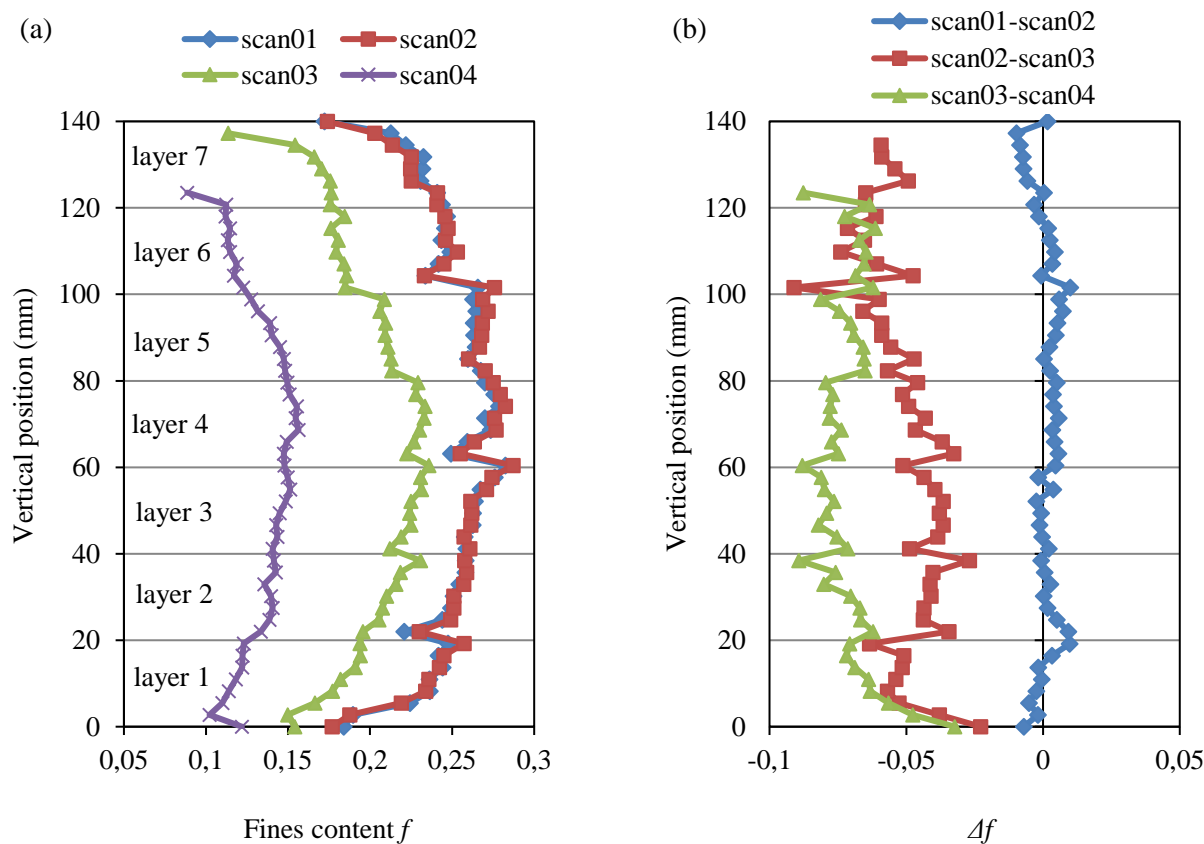 (a)
scan01 scan02
scan03 scan04
140
120
100
80
60
40
20
0
Vertical position (mm)
layer 7
layer 6
layer 5
layer 4
layer 3
layer 2
layer 1
0,05 0,1 0,15 0,2 0,25 0,3
Fines content f
(b)
scan01-scan02
scan02-scan03
scan03-scan04
140
120
100
80
60
40
20
0
Vertical position (mm)
-0,1 -0,05 0 0,05
Δf